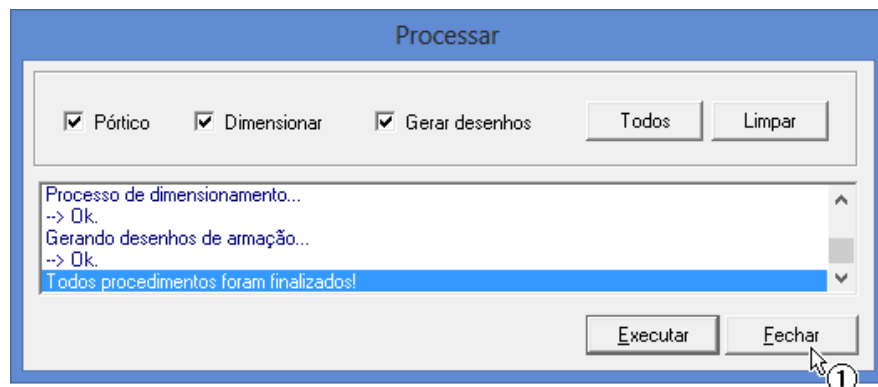 Processar
Pórtico Dimensionar Gerar desenhos Todos Limpar
Processo de dimensionamento...
--> Ok.
Gerando desenhos de armação...
--> Ok.
Todos procedimentos foram finalizados!
Executar Fechar
1